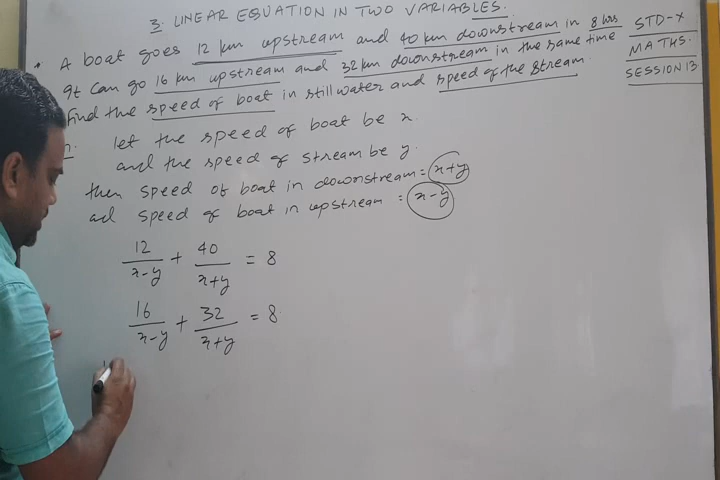 3. LINEAR EQUATION IN TWO VARIABLES.
A boat goes 12 km upstream and 40 km downstream in 8 hrs
It can go 16 km upstream and 32 km downstream in the same time
Find the speed of boat in still water and speed of the stream.
STD-X
MATHS.
SESSION 13
let the speed of boat be x.
and the speed of stream be y.
then speed of boat in downstream = x+y
ad speed of boat in upstream = x-y
12/x-y + 40/x+y = 8
16/x-y + 32/x+y = 8